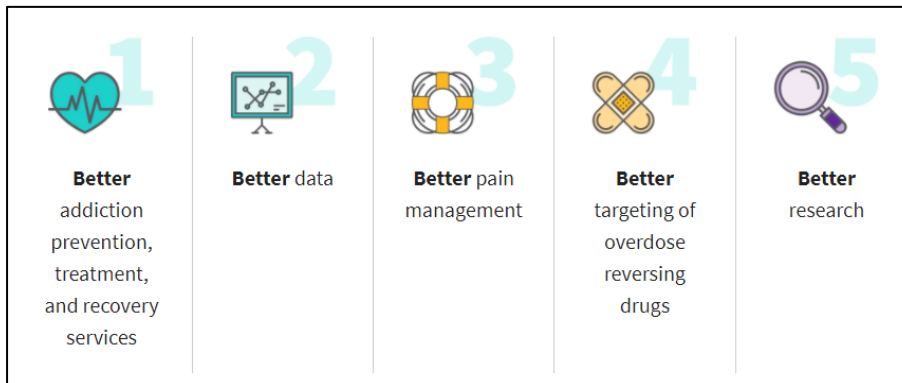 1
Better
addiction
prevention,
treatment,
and recovery
services
2
Better data
3
Better pain
management
4
Better
targeting of
overdose
reversing
drugs
5
Better
research